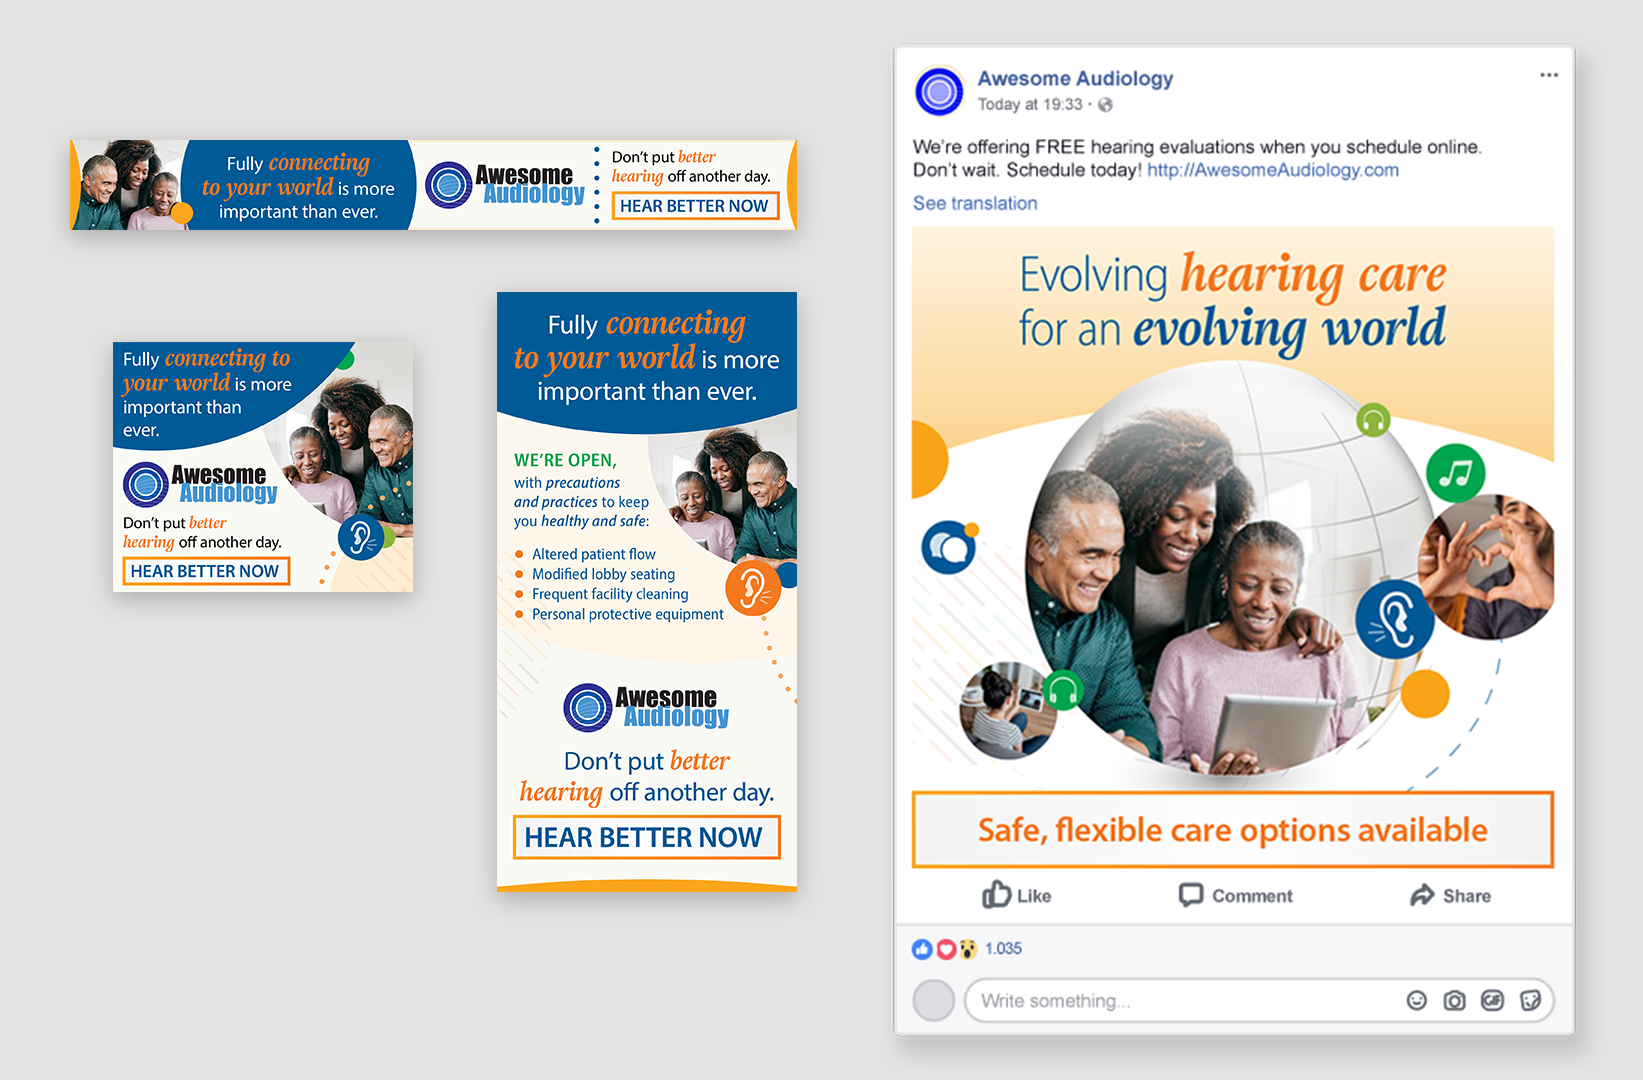 Fully connecting
to your world is more
important than ever.
Awesome
Audiology
Don't put better
hearing off another day.
HEAR BETTER NOW
Fully connecting to
your world is more
important than
ever.
Awesome
Audiology
Don't put better
hearing off another day.
HEAR BETTER NOW
Fully connecting
to your world is more
important than ever.
WE'RE OPEN,
with precautions
and practices to keep
you healthy and safe:
Altered patient flow
Modified lobby seating
Frequent facility cleaning
Personal protective equipment
Awesome
Audiology
Don't put better
hearing off another day.
HEAR BETTER NOW
Awesome Audiology
Today at 19:33 ·
We're offering FREE hearing evaluations when you schedule online.
Don't wait. Schedule today! http://AwesomeAudiology.com
See translation
Evolving hearing care
for an evolving world
Safe, flexible care options available
Like
Comment
Share
1.035
Write something...
GIF